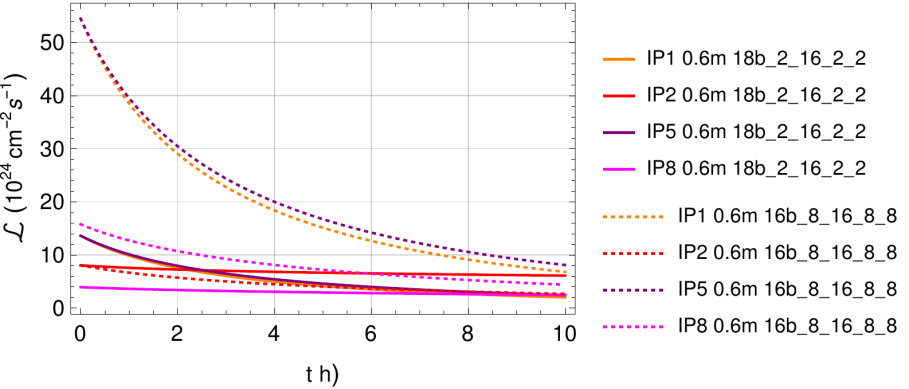 50
40
30
20
10
0
ℒ (10^24 cm^−2 s^−1)
0 2 4 6 8 10
t h)
IP1 0.6m 18b_2_16_2_2
IP2 0.6m 18b_2_16_2_2
IP5 0.6m 18b_2_16_2_2
IP8 0.6m 18b_2_16_2_2
IP1 0.6m 16b_8_16_8_8
IP2 0.6m 16b_8_16_8_8
IP5 0.6m 16b_8_16_8_8
IP8 0.6m 16b_8_16_8_8